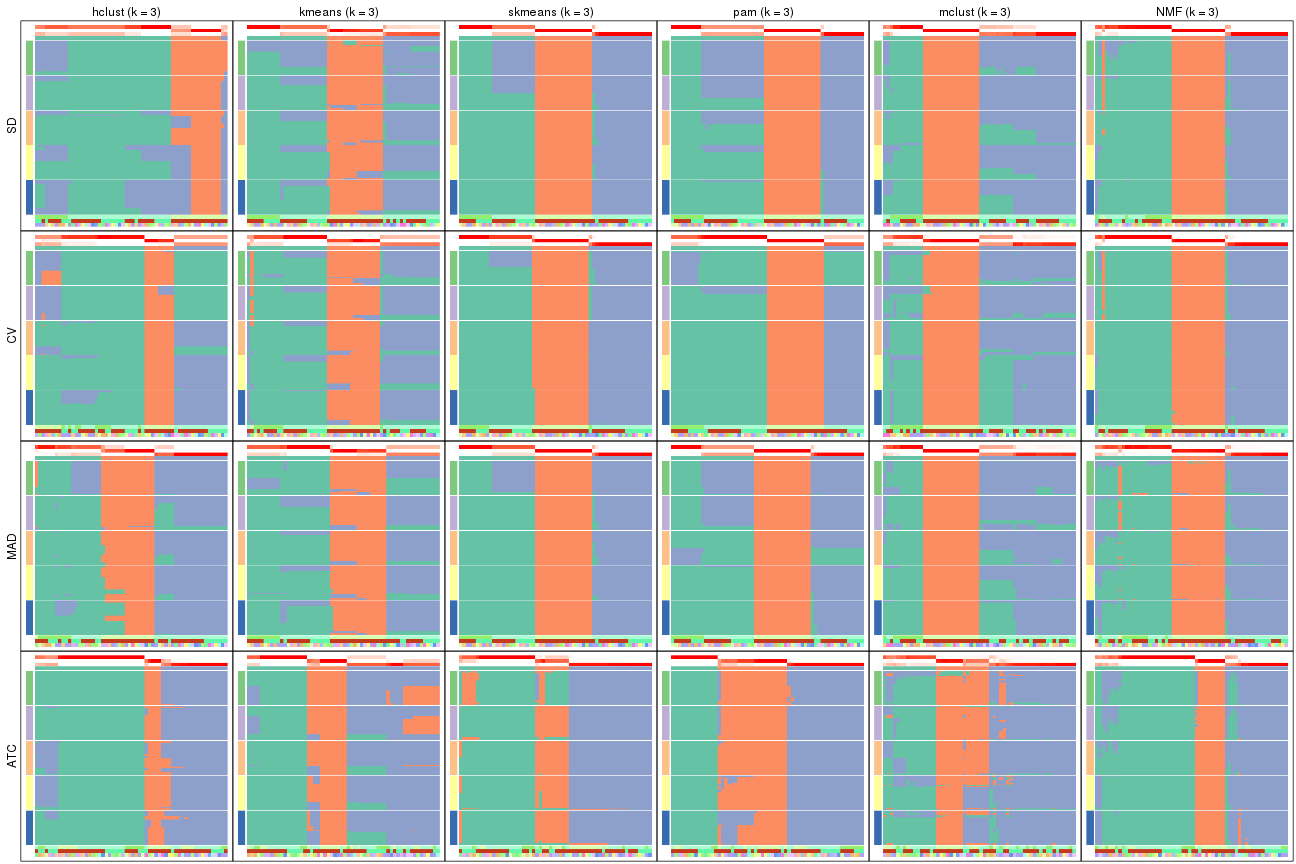 hclust (k = 3) kmeans (k = 3) skmeans (k = 3) pam (k = 3) mclust (k = 3) NMF (k = 3)
SD
CV
MAD
ATC